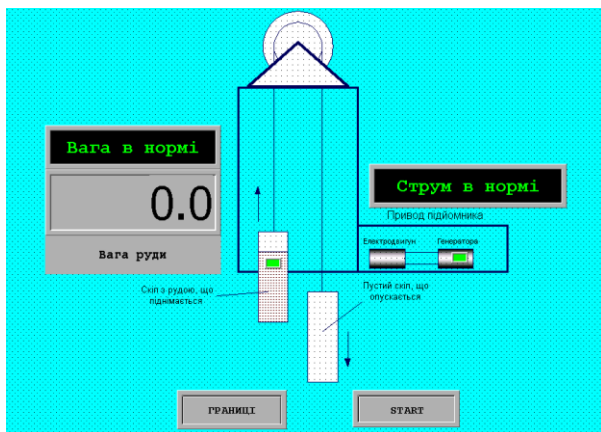 Вага в нормі
0.0
Вага руди
Струм в нормі
Привод підйомника
Електродвигун
Генератора
Скіп з рудою, що
піднімається
Пустий скіп, що
опускається
ГРАНИЦІ
START